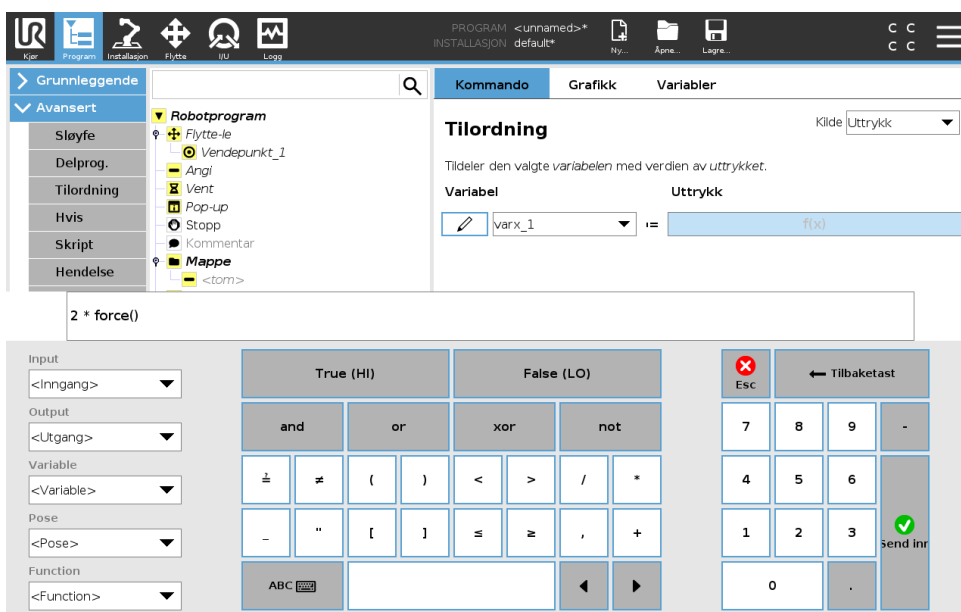 PROGRAM <unnamed>*
INSTALLASJON default*
Kjør
Program
Installasjon
Flytte
I/U
Logg
Ny...
Åpne...
Lagre...
C C
C C
Grunnleggende
Avansert
Sløyfe
Delprog.
Tilordning
Hvis
Skript
Hendelse
Robotprogram
Flytte-le
Vendepunkt_1
Angi
Vent
Pop-up
Stopp
Kommentar
Mappe
<tom>
Kommando
Grafikk
Variabler
Tilordning
Kilde Uttrykk
Tildeler den valgte variabelen med verdien av uttrykket.
Variabel
Uttrykk
varx_1
:=
f(x)
2 * force()
Input
<Inngang>
Output
<Utgang>
Variable
<Variable>
Pose
<Pose>
Function
<Function>
True (HI)
False (LO)
and
or
xor
not
≟ ≠ ( ) < > / *
_ " [ ] ≤ ≥ , +
ABC
Esc
Tilbaketast
7 8 9 -
4 5 6
1 2 3
Send inr
0 .